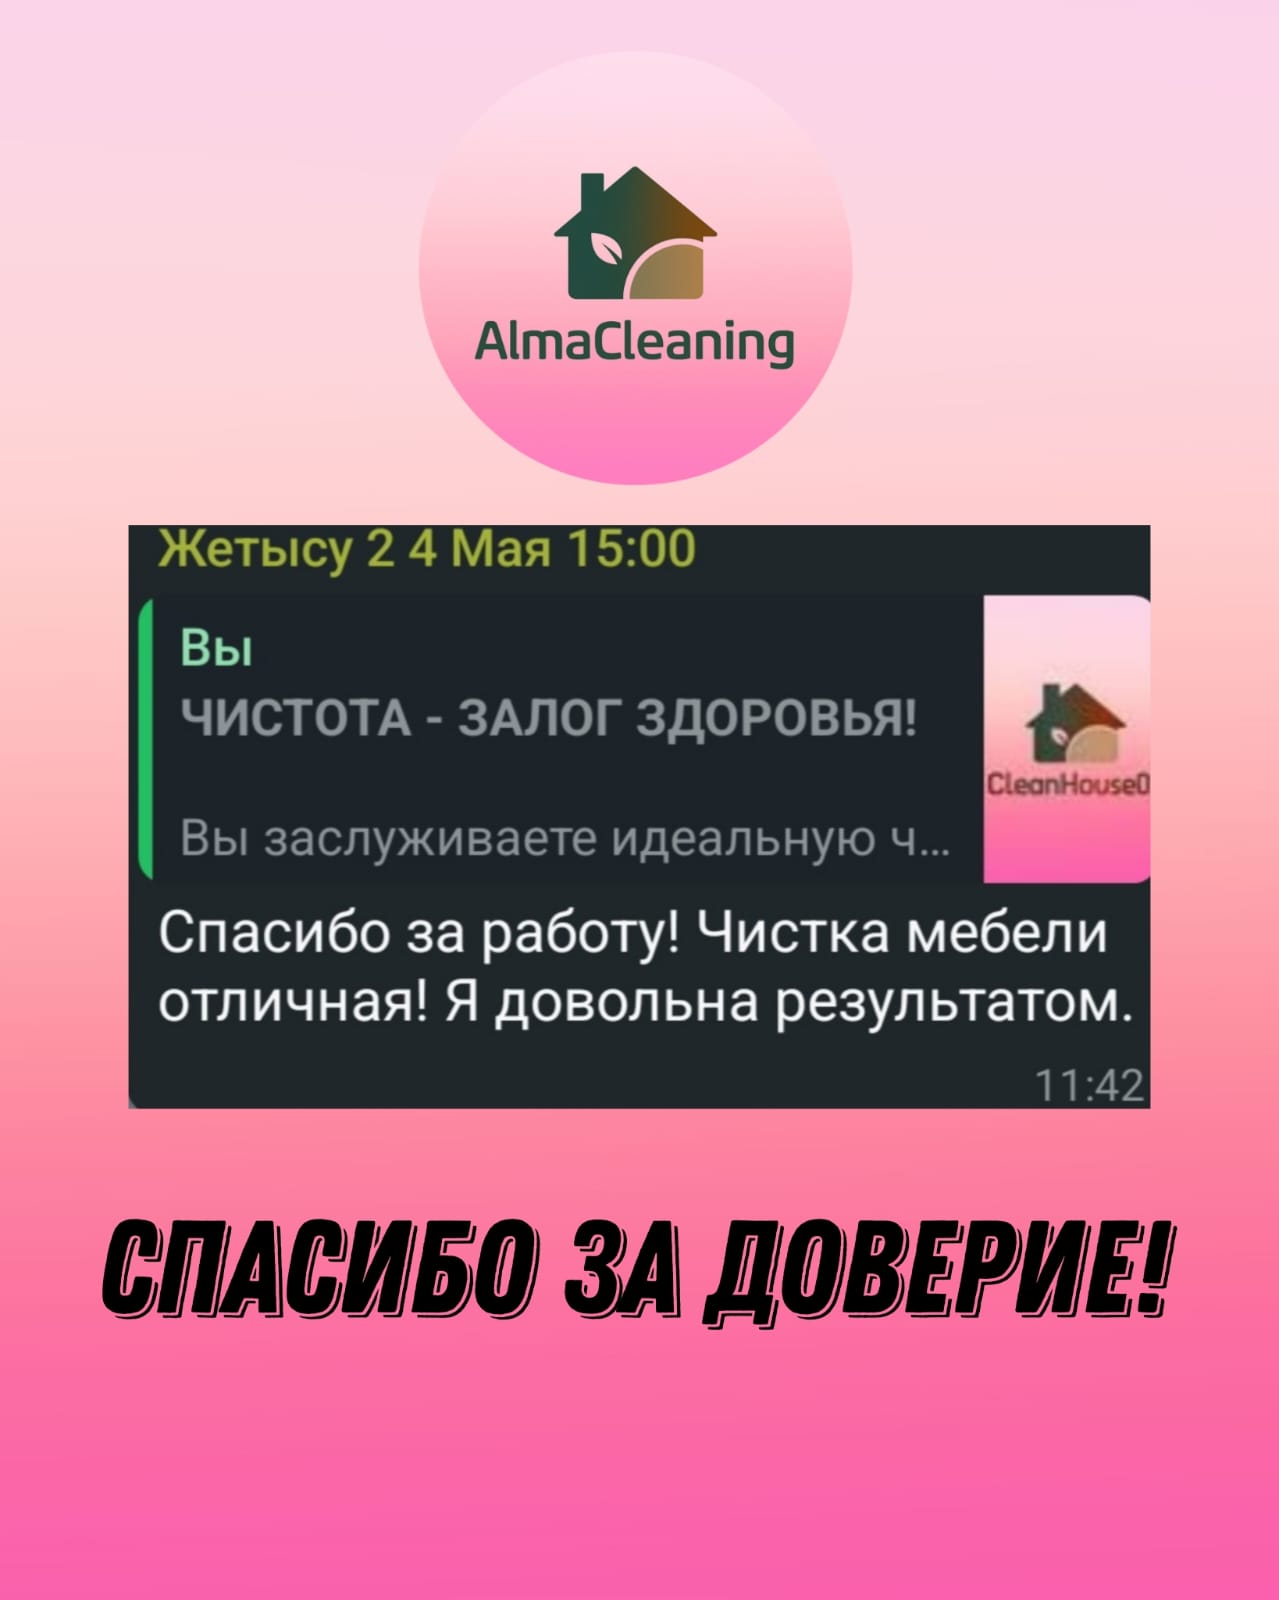 AlmaCleaning
Жетысу 2 4 Мая 15:00
Вы
ЧИСТОТА - ЗАЛОГ ЗДОРОВЬЯ!
CleanHouse0
Вы заслуживаете идеальную ч...
Спасибо за работу! Чистка мебели
отличная! Я довольна результатом.
11:42
СПАСИБО ЗА ДОВЕРИЕ!